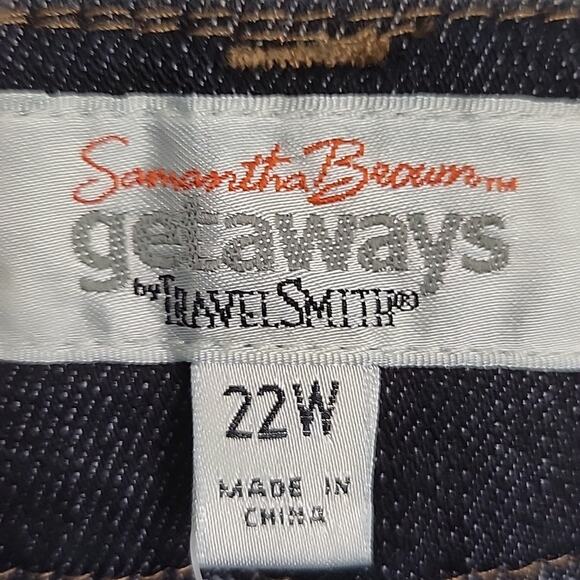 Samantha Brown™
getaways
by TRAVELSMITH®
22W
MADE IN
CHINA